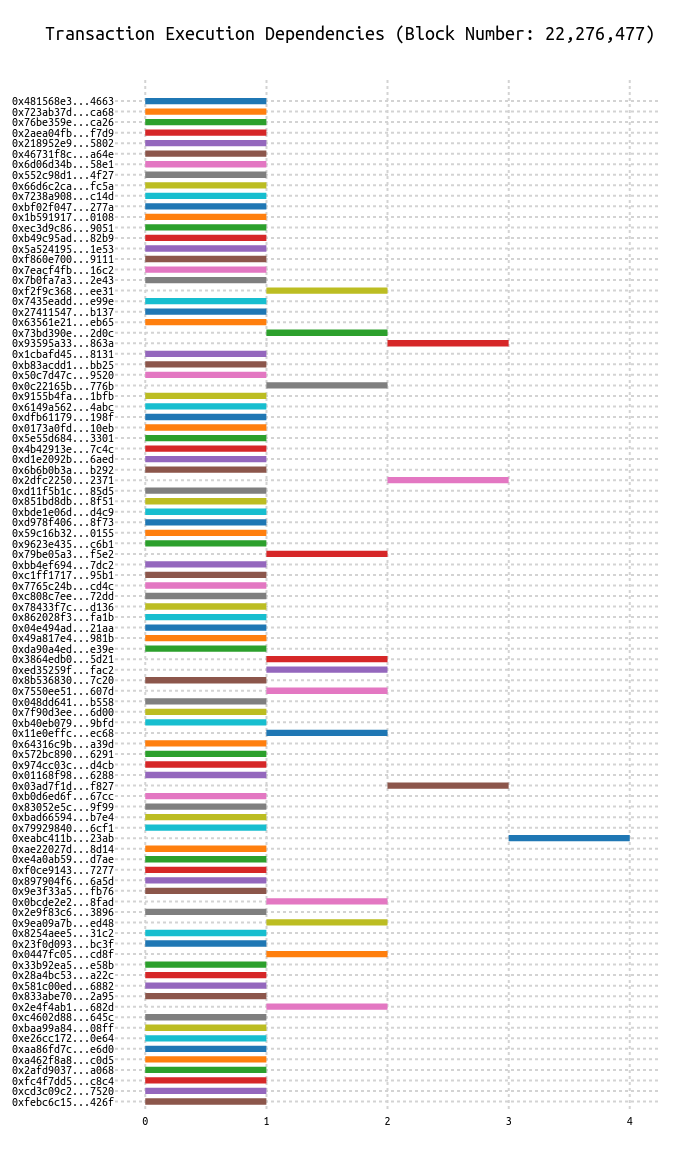 Transaction Execution Dependencies (Block Number: 22,276,477)
0x481568e3...4663
0x723ab37d...ca68
0x76be359e...ca26
0x2aea04fb...f7d9
0x218952e9...5802
0x46731f8c...a64e
0x6d06d34b...58e1
0x552c98d1...4f27
0x66d6c2ca...fc5a
0x7238a908...c14d
0xbf02f047...277a
0x1b591917...0108
0xec3d9c86...9051
0xb49c95ad...82b9
0x5a524195...1e53
0xf860e700...9111
0x7eacf4fb...16c2
0x7b0fa7a3...2e43
0xf2f9c368...ee31
0x7435eadd...e99e
0x27411547...b137
0x63561e21...eb65
0x73bd390e...2d0c
0x93595a33...863a
0x1cbafd45...8131
0xb83acdd1...bb25
0x50c7d47c...9520
0x0c22165b...776b
0x9155b4fa...1bfb
0x6149a562...4abc
0xdfb61179...198f
0x0173a0fd...10eb
0x5e55d684...3301
0x4b42913e...7c4c
0xd1e2092b...6aed
0x6b6b0b3a...b292
0x2dfc2250...2371
0xd11f5b1c...85d5
0x851bd8db...8f51
0xbde1e06d...d4c9
0xd978f406...8f73
0x59c16b32...0155
0x9623e435...c6b1
0x79be05a3...f5e2
0xbb4ef694...7dc2
0xc1ff1717...95b1
0x7765c24b...cd4c
0xc808c7ee...72dd
0x78433f7c...d136
0x862028f3...fa1b
0x04e494ad...21aa
0x49a817e4...981b
0xda90a4ed...e39e
0x3864edb0...5d21
0xed35259f...fac2
0x8b536830...7c20
0x7550ee51...607d
0x048dd641...b558
0x7f90d3ee...6d00
0xb40eb079...9bfd
0x11e0effc...ec68
0x64316c9b...a39d
0x572bc890...6291
0x974cc03c...d4cb
0x01168f98...6288
0x03ad7f1d...f827
0xb0d6ed6f...67cc
0x83052e5c...9f99
0xbad66594...b7e4
0x79929840...6cf1
0xeabc411b...23ab
0xae22027d...8d14
0xe4a0ab59...d7ae
0xf0ce9143...7277
0x897904f6...6a5d
0x9e3f33a5...fb76
0x0bcde2e2...8fad
0x2e9f83c6...3896
0x9ea09a7b...ed48
0x8254aee5...31c2
0x23f0d093...bc3f
0x0447fc05...cd8f
0x33b92ea5...e58b
0x28a4bc53...a22c
0x581c00ed...6882
0x833abe70...2a95
0x2e4f4ab1...682d
0xc4602d88...645c
0xbaa99a84...08ff
0xe26cc172...0e64
0xaa86fd7c...e6d0
0xa462f8a8...c0d5
0x2afd9037...a068
0xfc4f7dd5...c8c4
0xcd3c09c2...7520
0xfebc6c15...426f
0 1 2 3 4